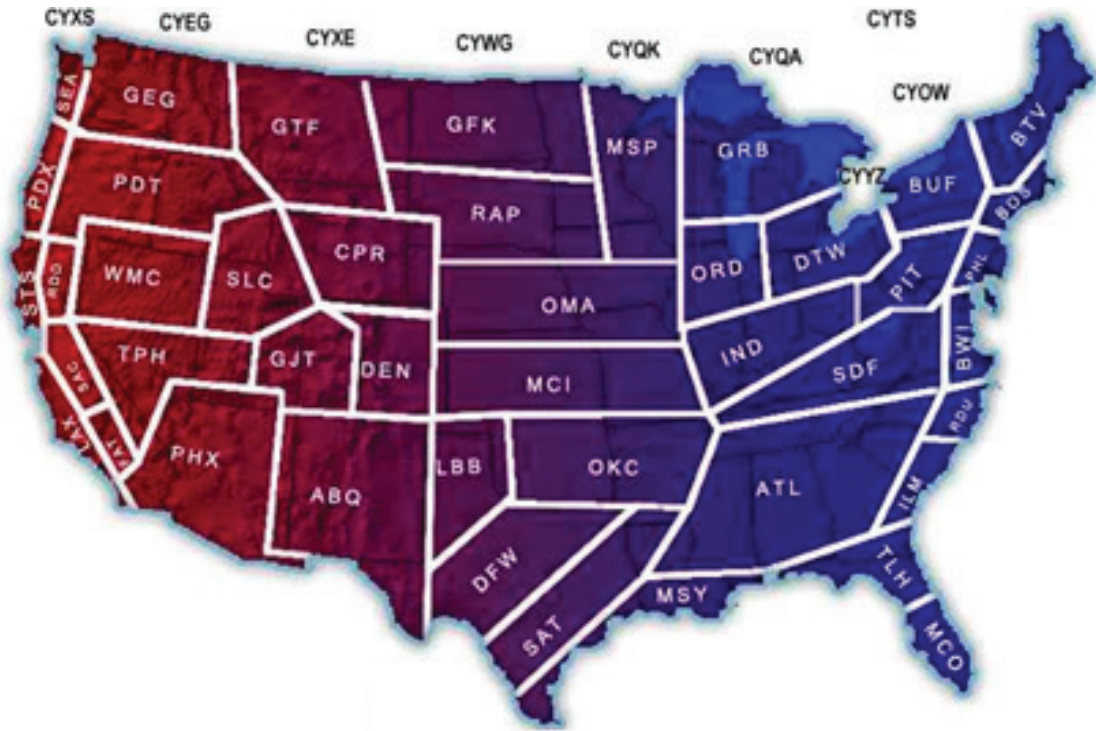 CYXS
CYEG
CYXE
CYWG
CYQK
CYQA
CYTS
CYOW
CYYZ
SEA
GEG
GTF
GFK
MSP
GRB
BTV
PDX
PDT
RAP
BUF
BOS
STS
RDD
WMC
SLC
CPR
OMA
ORD
DTW
PIT
PHL
TPH
GJT
DEN
MCI
IND
SDF
BWI
SAC
LAX
FAT
PHX
ABQ
LBB
OKC
ATL
RDU
ILM
DFW
SAT
MSY
TLH
MCO